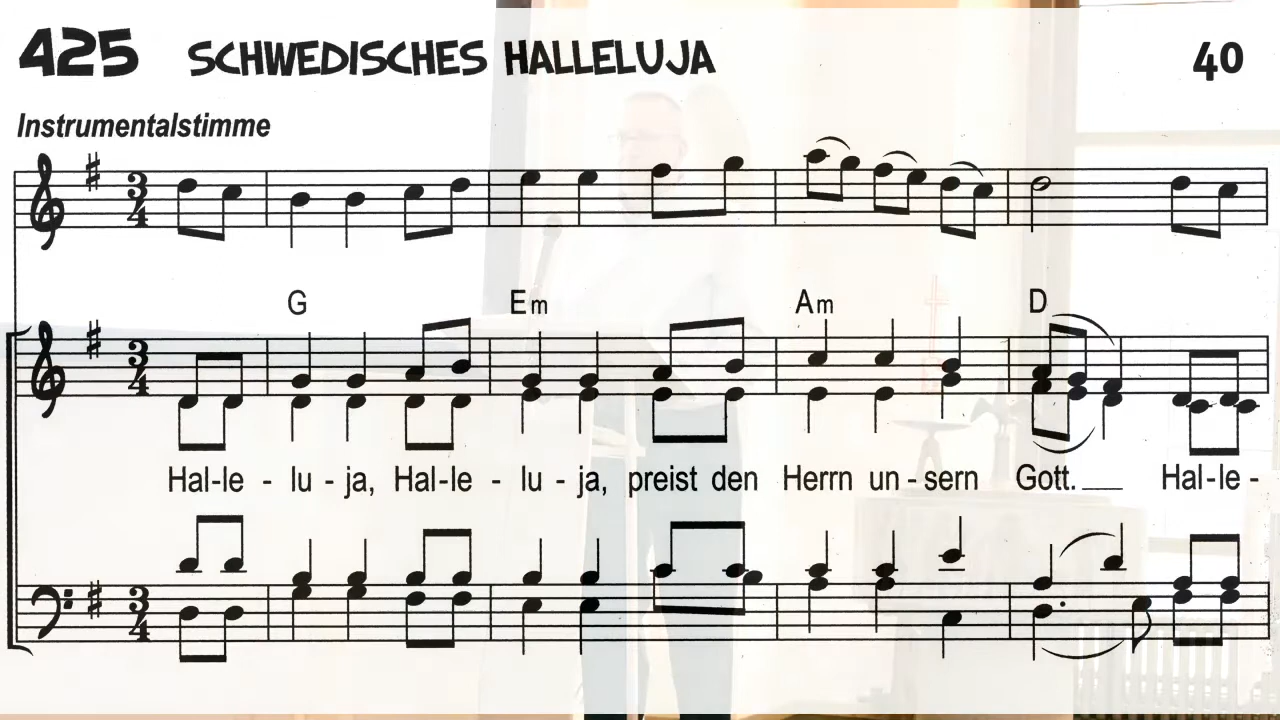 425 SCHWEDISCHES HALLELUJA 40
Instrumentalstimme
G Em Am D
Hal-le - lu - ja, Hal-le - lu - ja, preist den Herrn un - sern Gott.__ Hal-le -